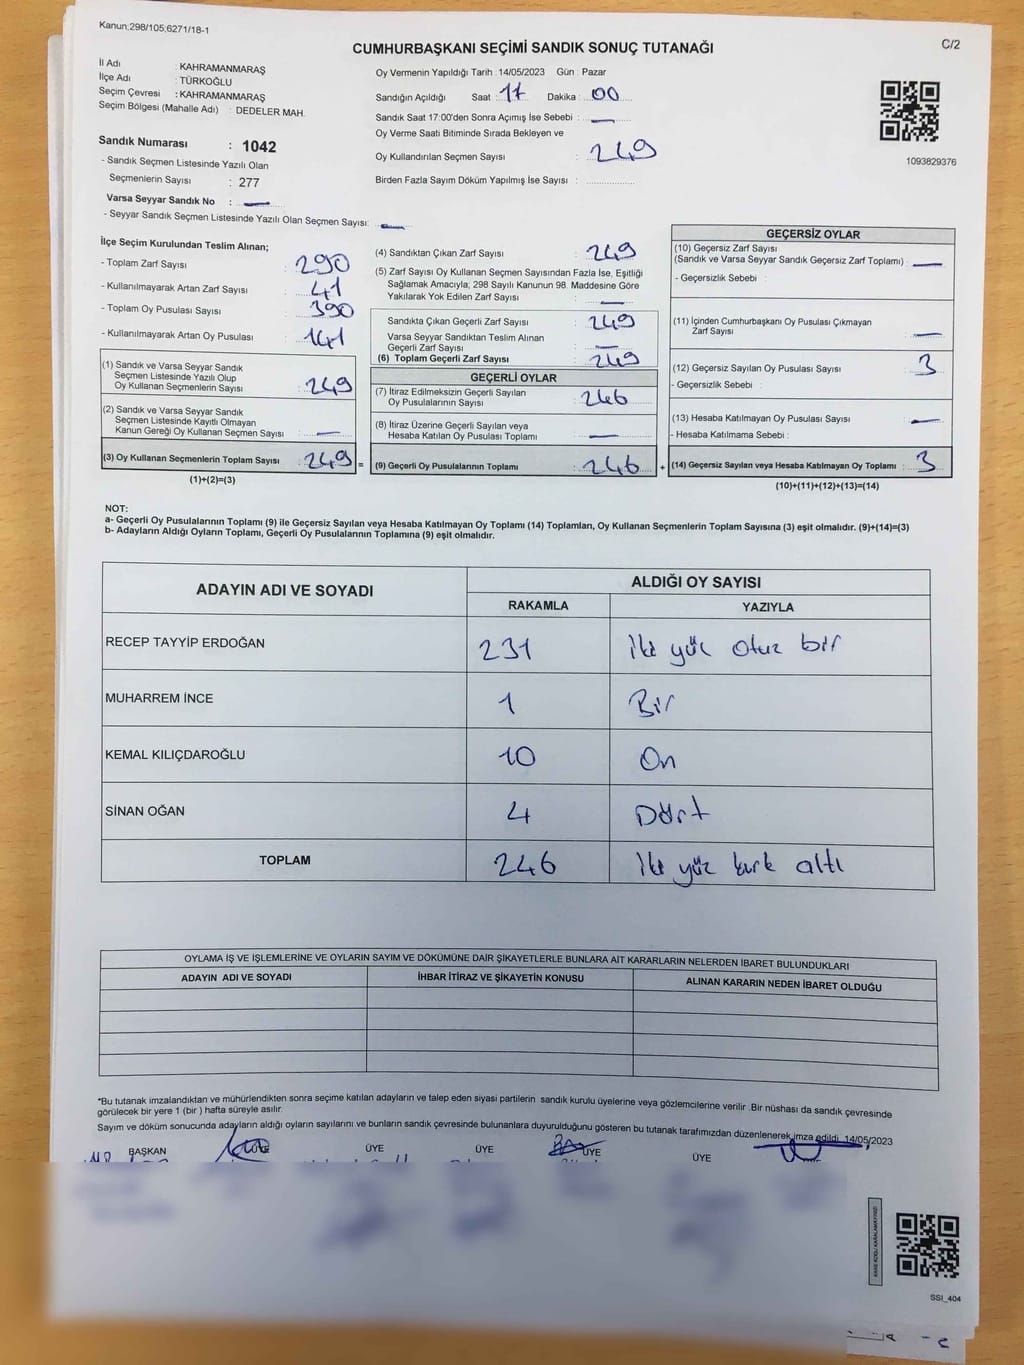 Kanun;298/105;6271/18-1
C/2
CUMHURBAŞKANI SEÇİMİ SANDIK SONUÇ TUTANAĞI
İl Adı : KAHRAMANMARAŞ
İlçe Adı : TÜRKOĞLU
Seçim Çevresi : KAHRAMANMARAŞ
Seçim Bölgesi (Mahalle Adı) : DEDELER MAH.
Sandık Numarası : 1042
- Sandık Seçmen Listesinde Yazılı Olan
Seçmenlerin Sayısı : 277
Varsa Seyyar Sandık No : —
- Seyyar Sandık Seçmen Listesinde Yazılı Olan Seçmen Sayısı: —
Oy Vermenin Yapıldığı Tarih : 14/05/2023 Gün : Pazar
Sandığın Açıldığı Saat : 17 Dakika : 00
Sandık Saat 17:00'den Sonra Açımış İse Sebebi : —
Oy Verme Saati Bitiminde Sırada Bekleyen ve
Oy Kullandırılan Seçmen Sayısı : 249
Birden Fazla Sayım Döküm Yapılmış İse Sayısı :
1093829376
İlçe Seçim Kurulundan Teslim Alınan;
- Toplam Zarf Sayısı : 290
- Kullanılmayarak Artan Zarf Sayısı : 41
- Toplam Oy Pusulası Sayısı : 390
- Kullanılmayarak Artan Oy Pusulası : 141
(1) Sandık ve Varsa Seyyar Sandık
Seçmen Listesinde Yazılı Olup
Oy Kullanan Seçmenlerin Sayısı : 249
(2) Sandık ve Varsa Seyyar Sandık
Seçmen Listesinde Kayıtlı Olmayan
Kanun Gereği Oy Kullanan Seçmen Sayısı : —
(3) Oy Kullanan Seçmenlerin Toplam Sayısı : 249 =
(1)+(2)=(3)
(4) Sandıktan Çıkan Zarf Sayısı : 249
(5) Zarf Sayısı Oy Kullanan Seçmen Sayısından Fazla İse, Eşitliği
Sağlamak Amacıyla; 298 Sayılı Kanunun 98. Maddesine Göre
Yakılarak Yok Edilen Zarf Sayısı : —
Sandıkta Çıkan Geçerli Zarf Sayısı : 249
Varsa Seyyar Sandıktan Teslim Alınan
Geçerli Zarf Sayısı : —
(6) Toplam Geçerli Zarf Sayısı : 249
GEÇERLİ OYLAR
(7) İtiraz Edilmeksizin Geçerli Sayılan
Oy Pusulalarının Sayısı : 246
(8) İtiraz Üzerine Geçerli Sayılan veya
Hesaba Katılan Oy Pusulası Toplamı : —
(9) Geçerli Oy Pusulalarının Toplamı : 246 +
GEÇERSİZ OYLAR
(10) Geçersiz Zarf Sayısı
(Sandık ve Varsa Seyyar Sandık Geçersiz Zarf Toplamı) : —
- Geçersizlik Sebebi :
(11) İçinden Cumhurbaşkanı Oy Pusulası Çıkmayan
Zarf Sayısı : —
(12) Geçersiz Sayılan Oy Pusulası Sayısı : 3
- Geçersizlik Sebebi :
(13) Hesaba Katılmayan Oy Pusulası Sayısı : —
- Hesaba Katılmama Sebebi :
(14) Geçersiz Sayılan veya Hesaba Katılmayan Oy Toplamı : 3
(10)+(11)+(12)+(13)=(14)
NOT:
a- Geçerli Oy Pusulalarının Toplamı (9) ile Geçersiz Sayılan veya Hesaba Katılmayan Oy Toplamı (14) Toplamları, Oy Kullanan Seçmenlerin Toplam Sayısına (3) eşit olmalıdır. (9)+(14)=(3)
b- Adayların Aldığı Oyların Toplamı, Geçerli Oy Pusulalarının Toplamına (9) eşit olmalıdır.
ADAYIN ADI VE SOYADI
ALDIĞI OY SAYISI
RAKAMLA YAZIYLA
RECEP TAYYİP ERDOĞAN 231 iki yüz otuz bir
MUHARREM İNCE 1 Bir
KEMAL KILIÇDAROĞLU 10 On
SİNAN OĞAN 4 Dört
TOPLAM 246 iki yüz kırk altı
OYLAMA İŞ VE İŞLEMLERİNE VE OYLARIN SAYIM VE DÖKÜMÜNE DAİR ŞİKAYETLERLE BUNLARA AİT KARARLARIN NELERDEN İBARET BULUNDUKLARI
ADAYIN ADI VE SOYADI İHBAR İTİRAZ VE ŞİKAYETİN KONUSU ALINAN KARARIN NEDEN İBARET OLDUĞU
*Bu tutanak imzalandıktan ve mühürlendikten sonra seçime katılan adayların ve talep eden siyasi partilerin sandık kurulu üyelerine veya gözlemcilerine verilir .Bir nüshası da sandık çevresinde
görülecek bir yere 1 (bir ) hafta süreyle asılır.
Sayım ve döküm sonucunda adayların aldığı oyların sayılarını ve bunların sandık çevresinde bulunanlara duyurulduğunu gösteren bu tutanak tarafımızdan düzenlenerek imza edildi. 14/05/2023
BAŞKAN ÜYE ÜYE ÜYE ÜYE ÜYE
SSI_404